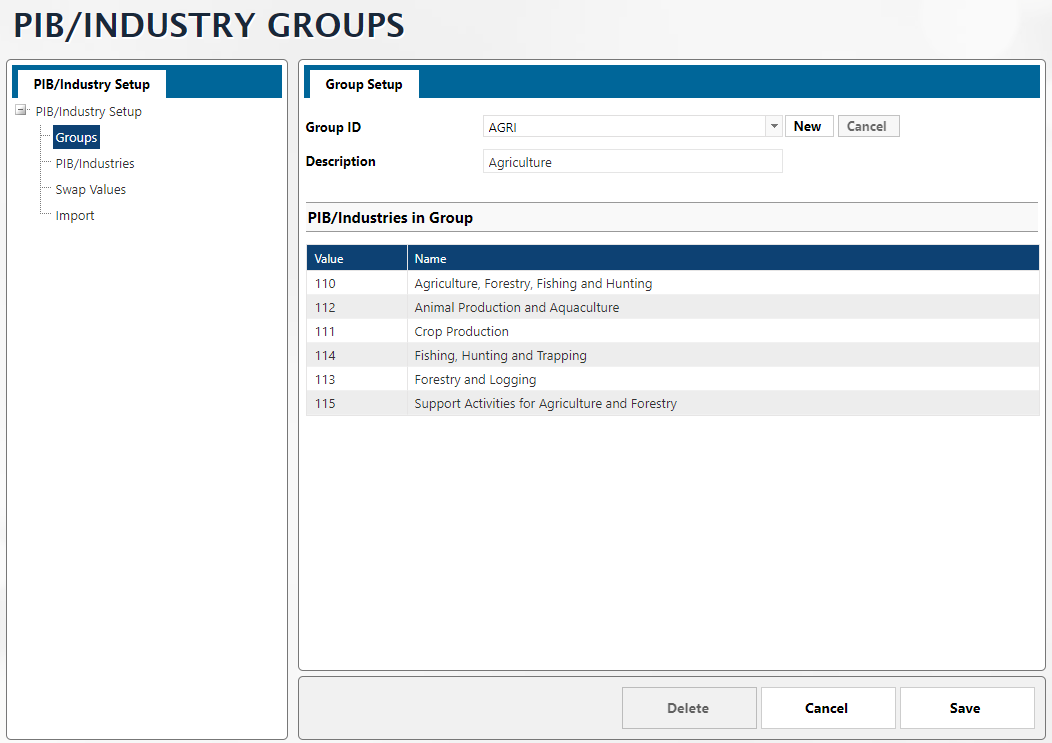 PIB/INDUSTRY GROUPS
PIB/Industry Setup
PIB/Industry Setup
Groups
PIB/Industries
Swap Values
Import
Group Setup
Group ID AGRI New Cancel
Description Agriculture
PIB/Industries in Group
Value Name
110 Agriculture, Forestry, Fishing and Hunting
112 Animal Production and Aquaculture
111 Crop Production
114 Fishing, Hunting and Trapping
113 Forestry and Logging
115 Support Activities for Agriculture and Forestry
Delete Cancel Save